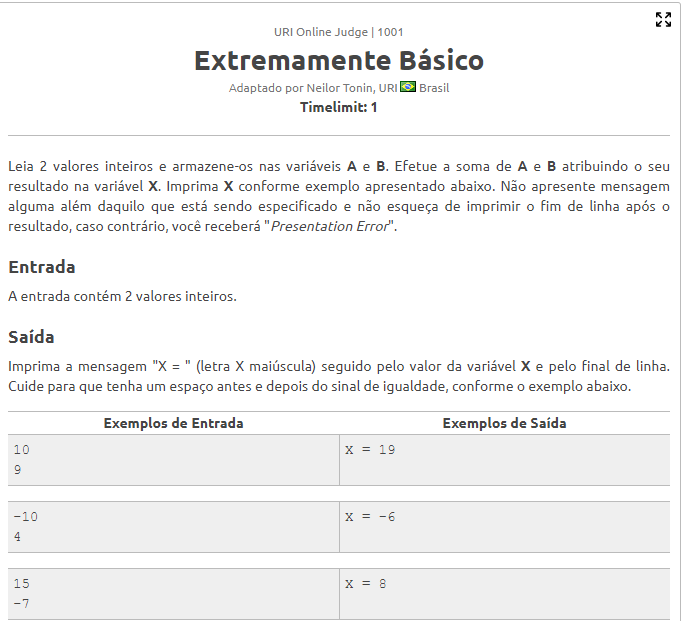 URI Online Judge | 1001
Extremamente Básico
Adaptado por Neilor Tonin, URI Brasil
Timelimit: 1
Leia 2 valores inteiros e armazene-os nas variáveis A e B. Efetue a soma de A e B atribuindo o seu
resultado na variável X. Imprima X conforme exemplo apresentado abaixo. Não apresente mensagem
alguma além daquilo que está sendo especificado e não esqueça de imprimir o fim de linha após o
resultado, caso contrário, você receberá "Presentation Error".
Entrada
A entrada contém 2 valores inteiros.
Saída
Imprima a mensagem "X = " (letra X maiúscula) seguido pelo valor da variável X e pelo final de linha.
Cuide para que tenha um espaço antes e depois do sinal de igualdade, conforme o exemplo abaixo.
Exemplos de Entrada Exemplos de Saída
10 X = 19
9
-10 X = -6
4
15 X = 8
-7